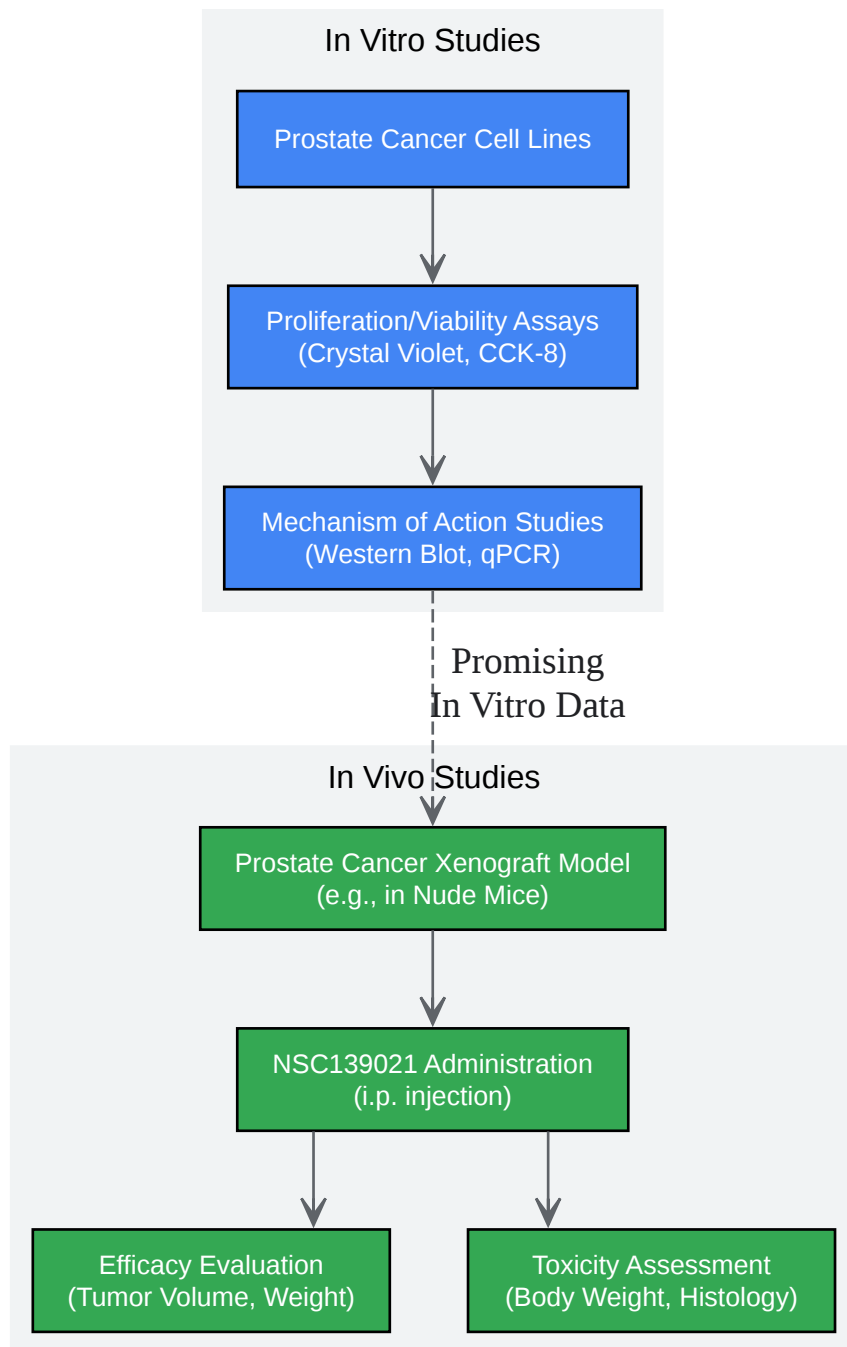 In Vitro Studies
Prostate Cancer Cell Lines
Proliferation/Viability Assays
(Crystal Violet, CCK-8)
Mechanism of Action Studies
(Western Blot, qPCR)
Promising
In Vitro Data
In Vivo Studies
Prostate Cancer Xenograft Model
(e.g., in Nude Mice)
NSC139021 Administration
(i.p. injection)
Efficacy Evaluation
(Tumor Volume, Weight)
Toxicity Assessment
(Body Weight, Histology)